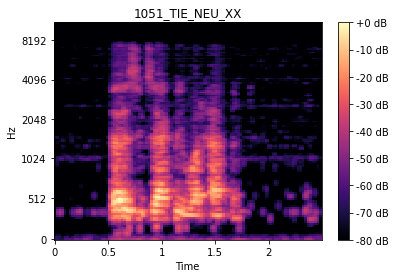 1051_TIE_NEU_XX
8192
4096
2048
1024
512
0
Hz
0 0.5 1 1.5 2
Time
+0 dB
-10 dB
-20 dB
-30 dB
-40 dB
-50 dB
-60 dB
-70 dB
-80 dB